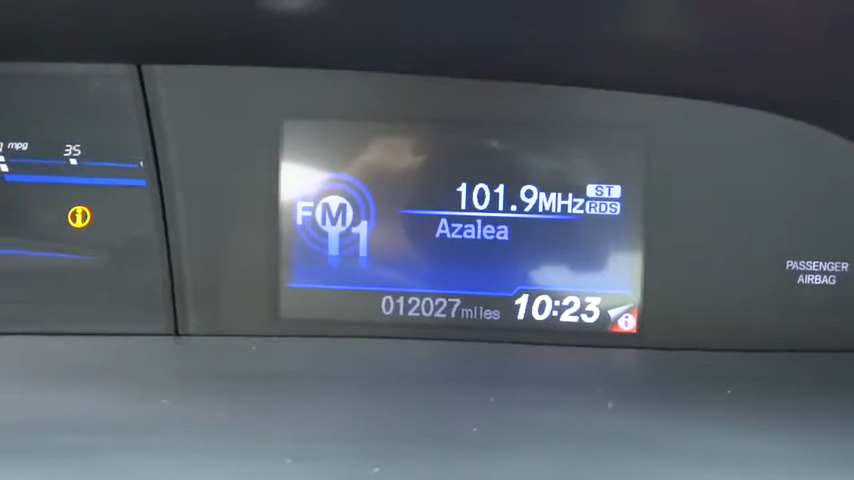 mpg
35
101.9MHz ST
FM1 RDS
Azalea
PASSENGER
AIRBAG
012027miles 10:23